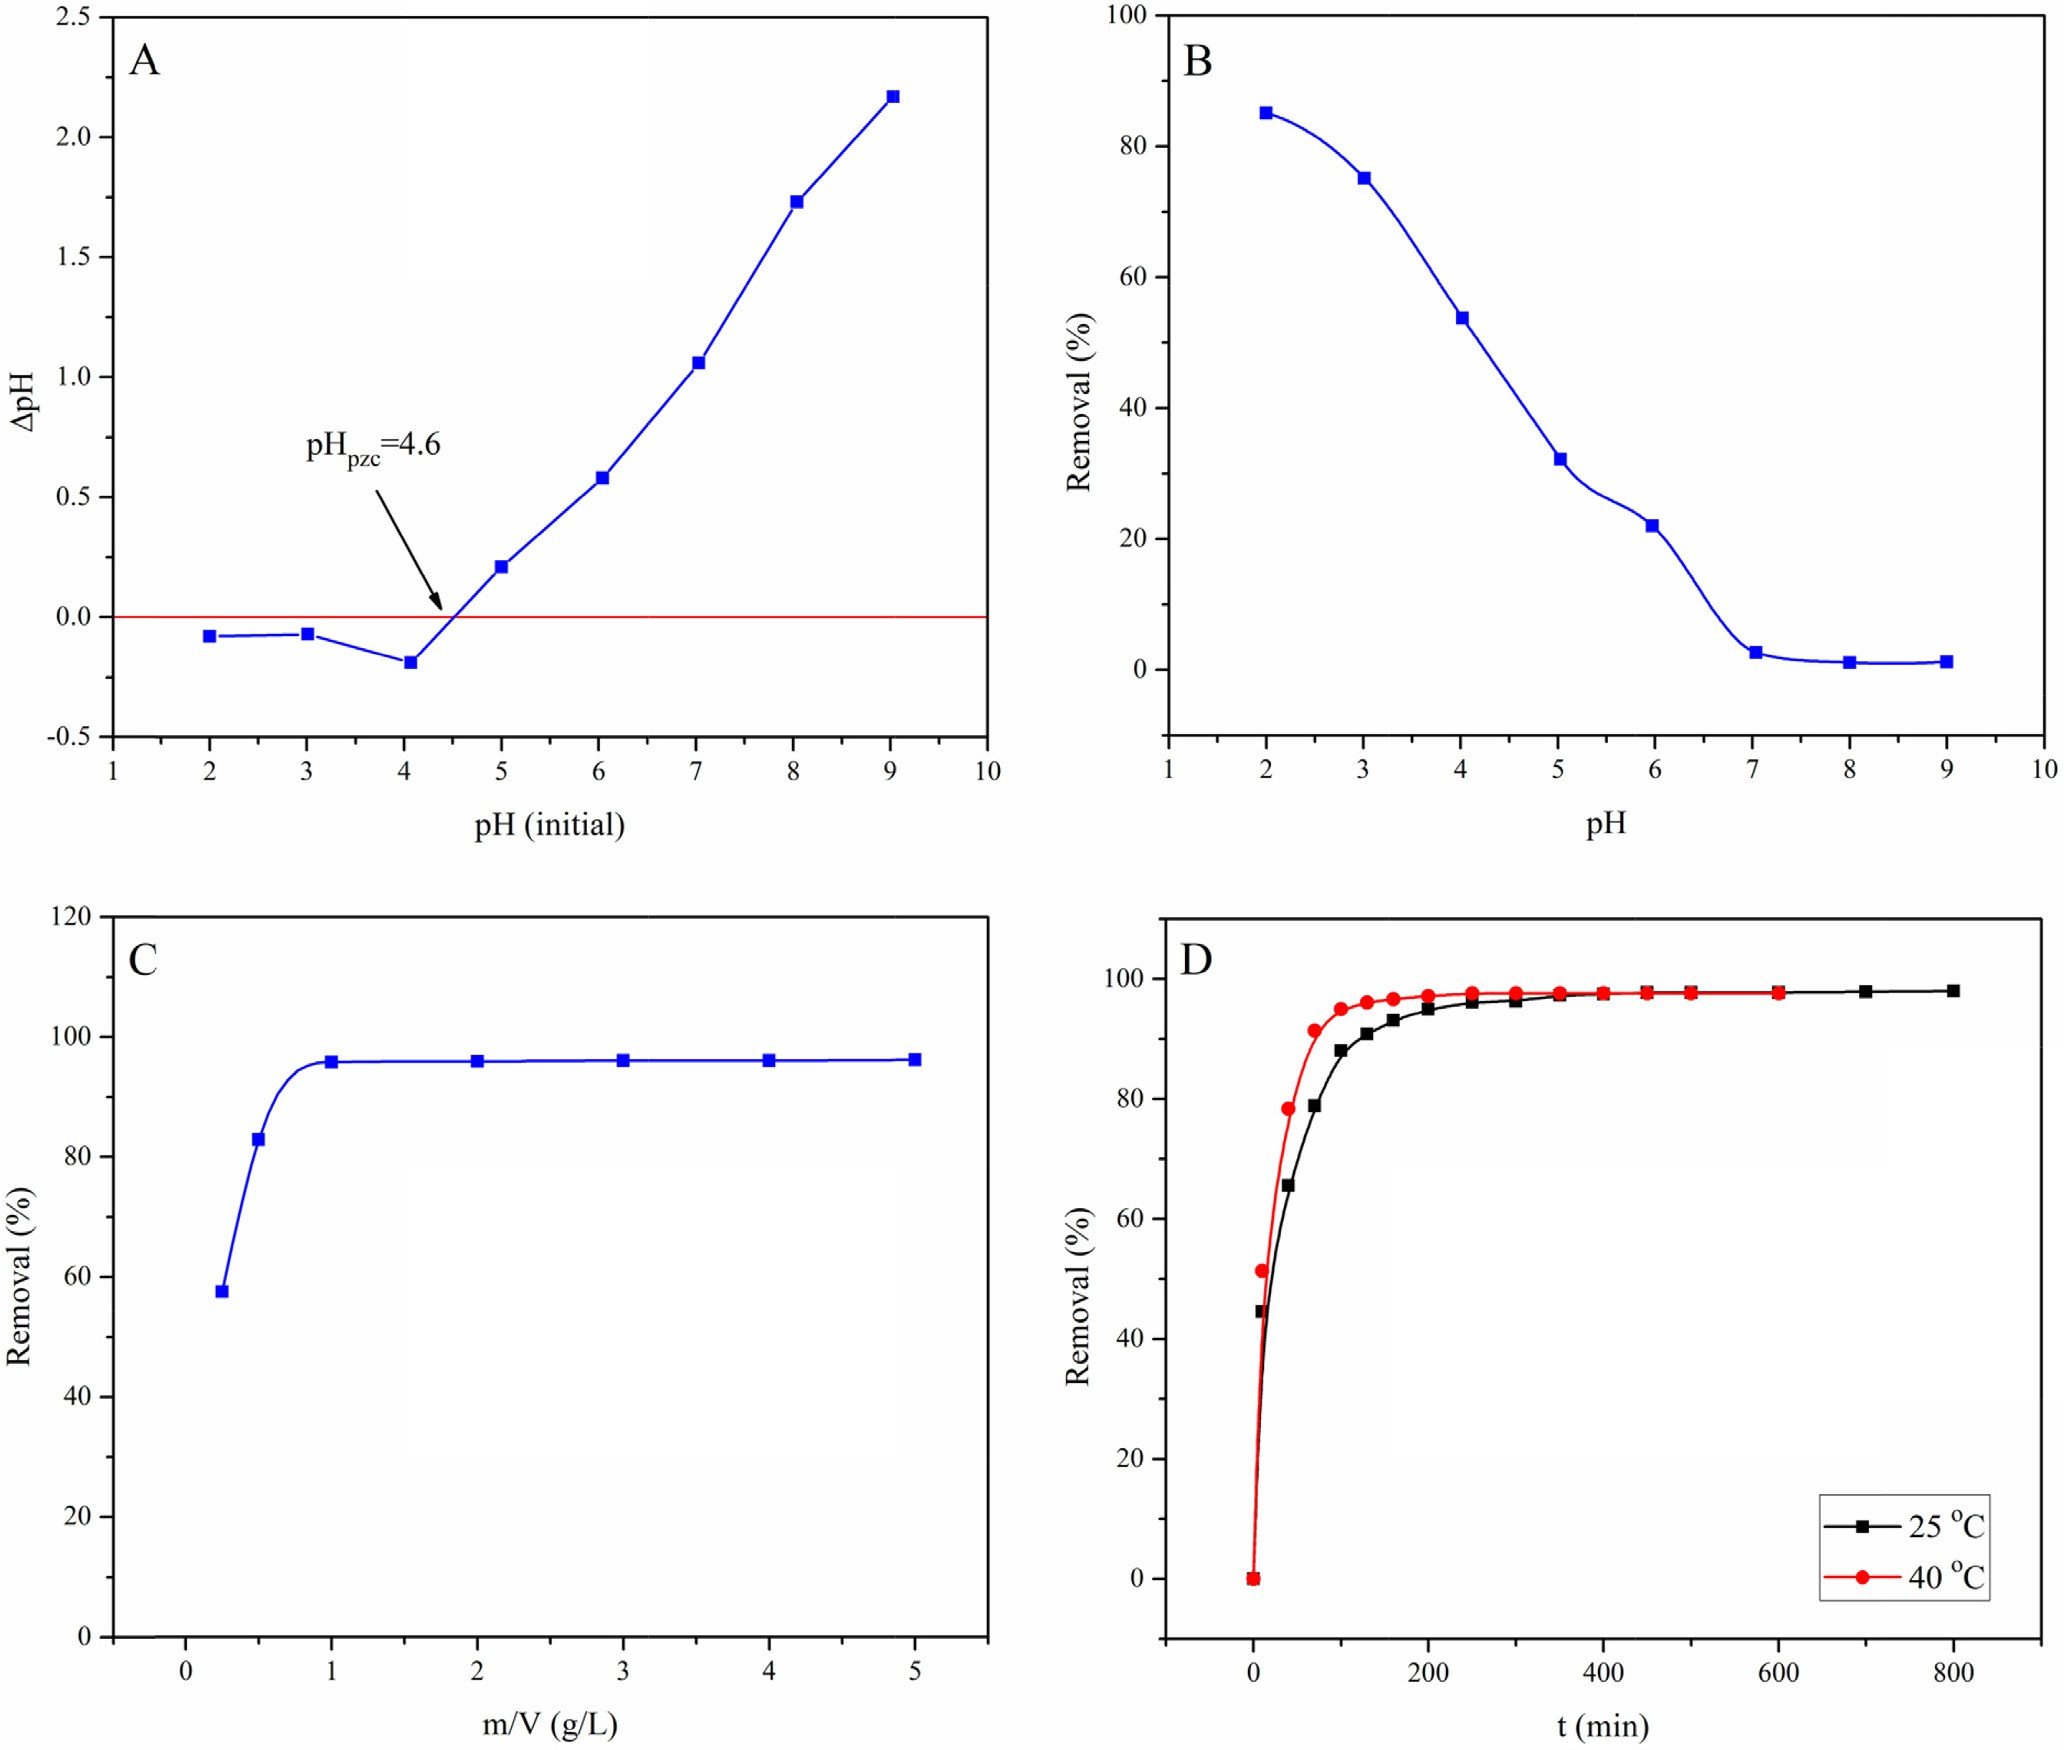 A
2.5
2.0
1.5
1.0
0.5
0.0
-0.5
ΔpH
pHpzc=4.6
1 2 3 4 5 6 7 8 9 10
pH (initial)
B
100
80
60
40
20
0
Removal (%)
1 2 3 4 5 6 7 8 9 10
pH
C
120
100
80
60
40
20
0
Removal (%)
0 1 2 3 4 5
m/V (g/L)
D
100
80
60
40
20
0
Removal (%)
25 °C
40 °C
0 200 400 600 800
t (min)